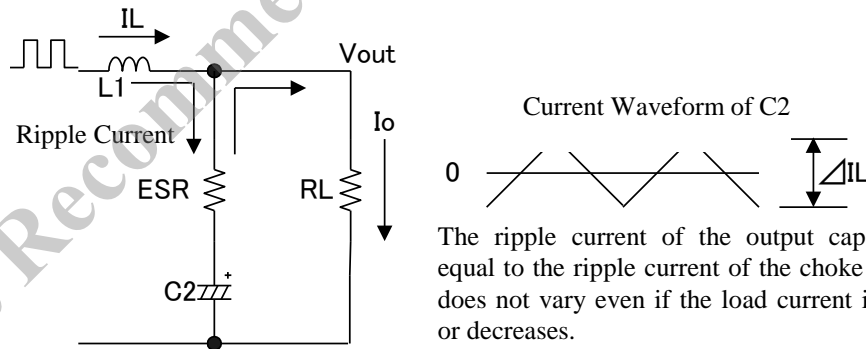 IL
Vout
L1
Ripple Current
Io
ESR
RL
C2
+
Current Waveform of C2
0
⊿IL
The ripple current of the output cap
equal to the ripple current of the choke
does not vary even if the load current i
or decreases.
Recomme